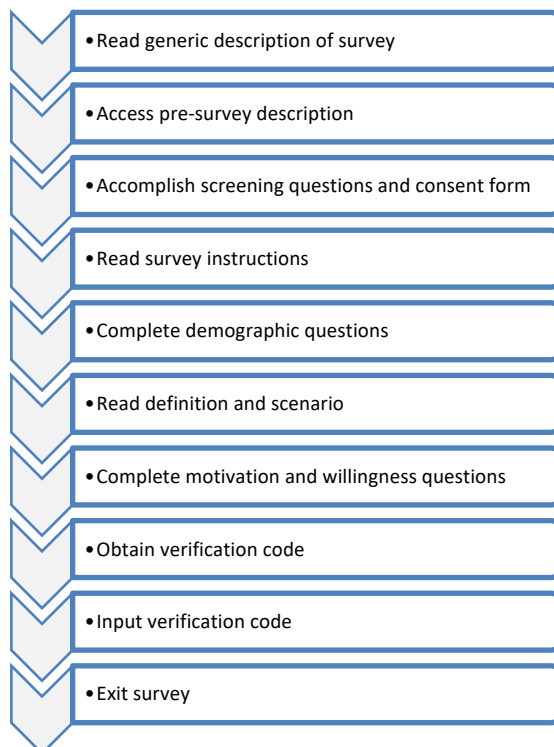 •Read generic description of survey
•Access pre-survey description
•Accomplish screening questions and consent form
•Read survey instructions
•Complete demographic questions
•Read definition and scenario
•Complete motivation and willingness questions
•Obtain verification code
•Input verification code
•Exit survey